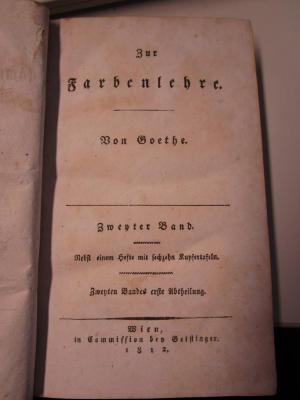 Zur
Farbenlehre.
Von Goethe.
Zweyter Band.
Nebst einem Hefte mit sechzehn Kupfertafeln.
Zweyten Bandes erste Abtheilung.
Wien,
in Commission bey Geistinger.
1812.